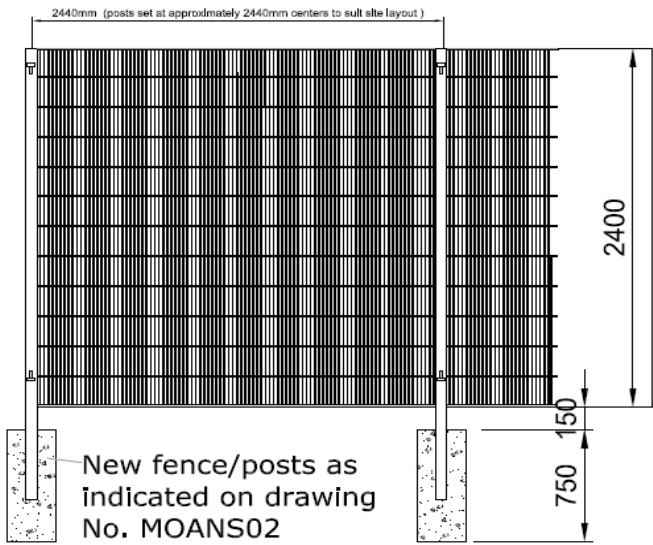 2440mm (posts set at approximately 2440mm centers to suit site layout )
2400
150
750
New fence/posts as
indicated on drawing
No. MOANS02